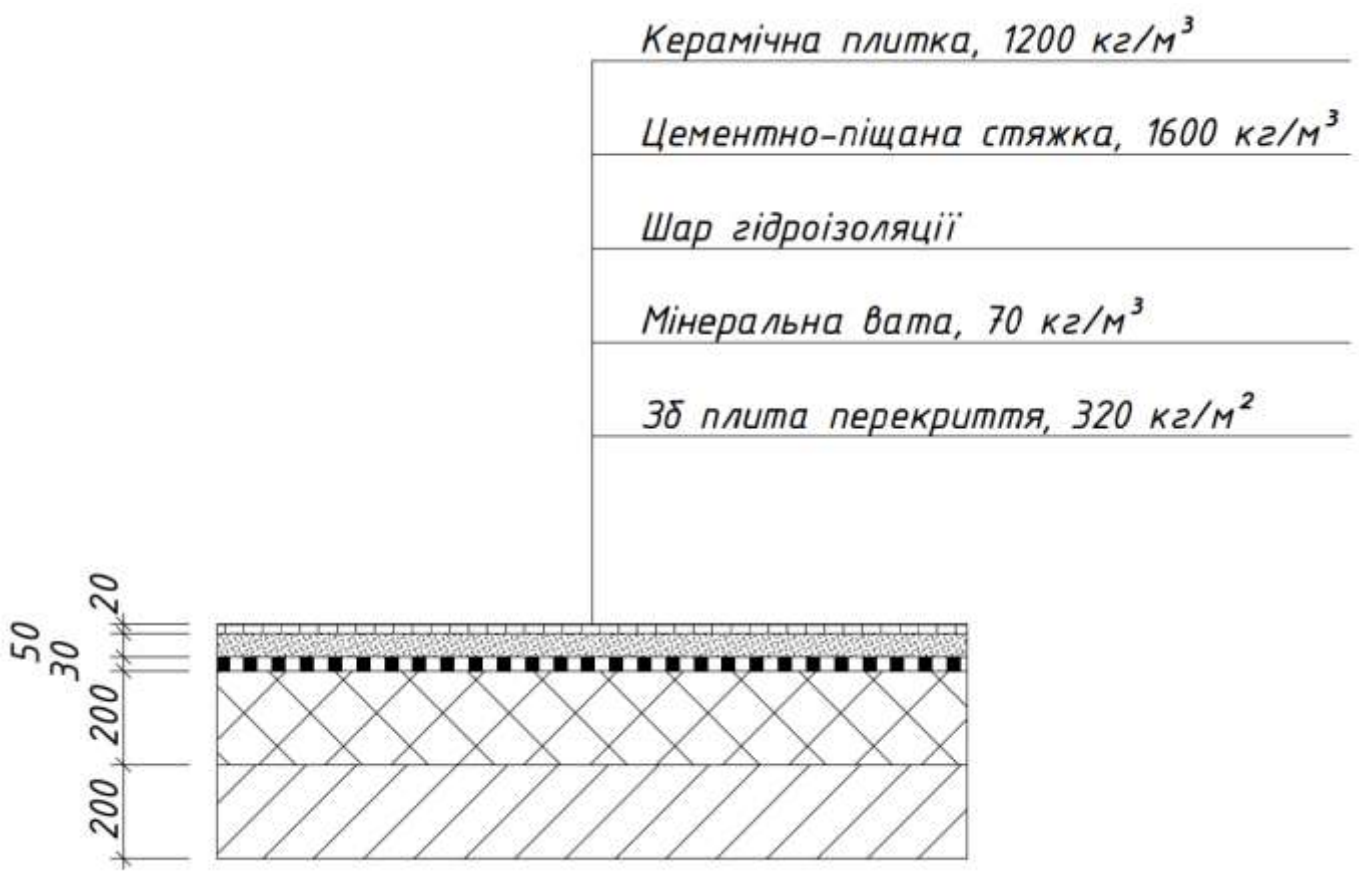 Керамічна плитка, 1200 кг/м³
Цементно-піщана стяжка, 1600 кг/м³
Шар гідроізоляції
Мінеральна вата, 70 кг/м³
Зб плита перекриття, 320 кг/м²
20
50
30
200
200